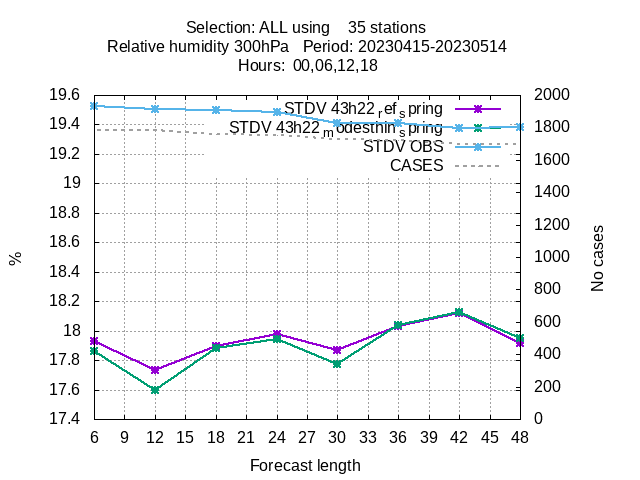 Selection: ALL using    35 stations
Relative humidity 300hPa   Period: 20230415-20230514
Hours: 00,06,12,18
STDV 43h22_ref_spring
STDV 43h22_modestnin_spring
STDV OBS
CASES
19.6
19.4
19.2
19
18.8
18.6
18.4
18.2
18
17.8
17.6
17.4
%
2000
1800
1600
1400
1200
1000
800
600
400
200
0
No cases
6 9 12 15 18 21 24 27 30 33 36 39 42 45 48
Forecast length